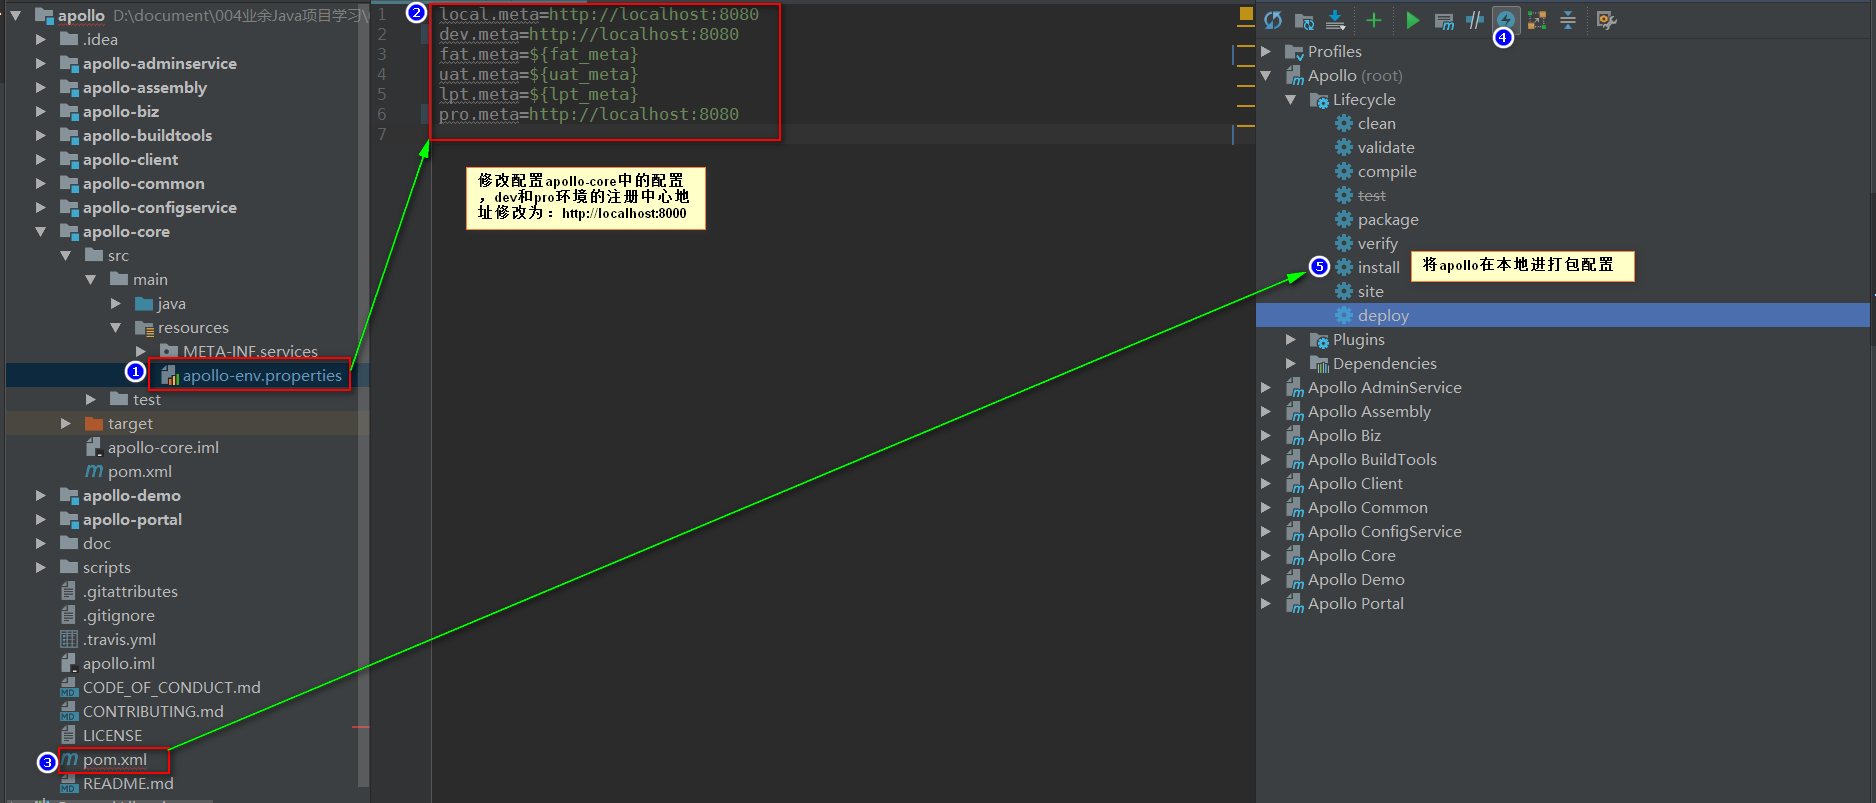 apollo D:\document\004业余Java项目学习\
.idea
apollo-adminservice
apollo-assembly
apollo-biz
apollo-buildtools
apollo-client
apollo-common
apollo-configservice
apollo-core
src
main
java
resources
META-INF.services
1
apollo-env.properties
test
target
apollo-core.iml
pom.xml
apollo-demo
apollo-portal
doc
scripts
.gitattributes
.gitignore
.travis.yml
apollo.iml
CODE_OF_CONDUCT.md
CONTRIBUTING.md
LICENSE
3
pom.xml
README.md
2
1 local.meta=http://localhost:8080
2 dev.meta=http://localhost:8080
3 fat.meta=${fat_meta}
4 uat.meta=${uat_meta}
5 lpt.meta=${lpt_meta}
6 pro.meta=http://localhost:8080
7
修改配置apollo-core中的配置
，dev和pro环境的注册中心地
址修改为：http://localhost:8000
4
Profiles
Apollo (root)
Lifecycle
clean
validate
compile
test
package
verify
5
install
将apollo在本地进打包配置
site
deploy
Plugins
Dependencies
Apollo AdminService
Apollo Assembly
Apollo Biz
Apollo BuildTools
Apollo Client
Apollo Common
Apollo ConfigService
Apollo Core
Apollo Demo
Apollo Portal